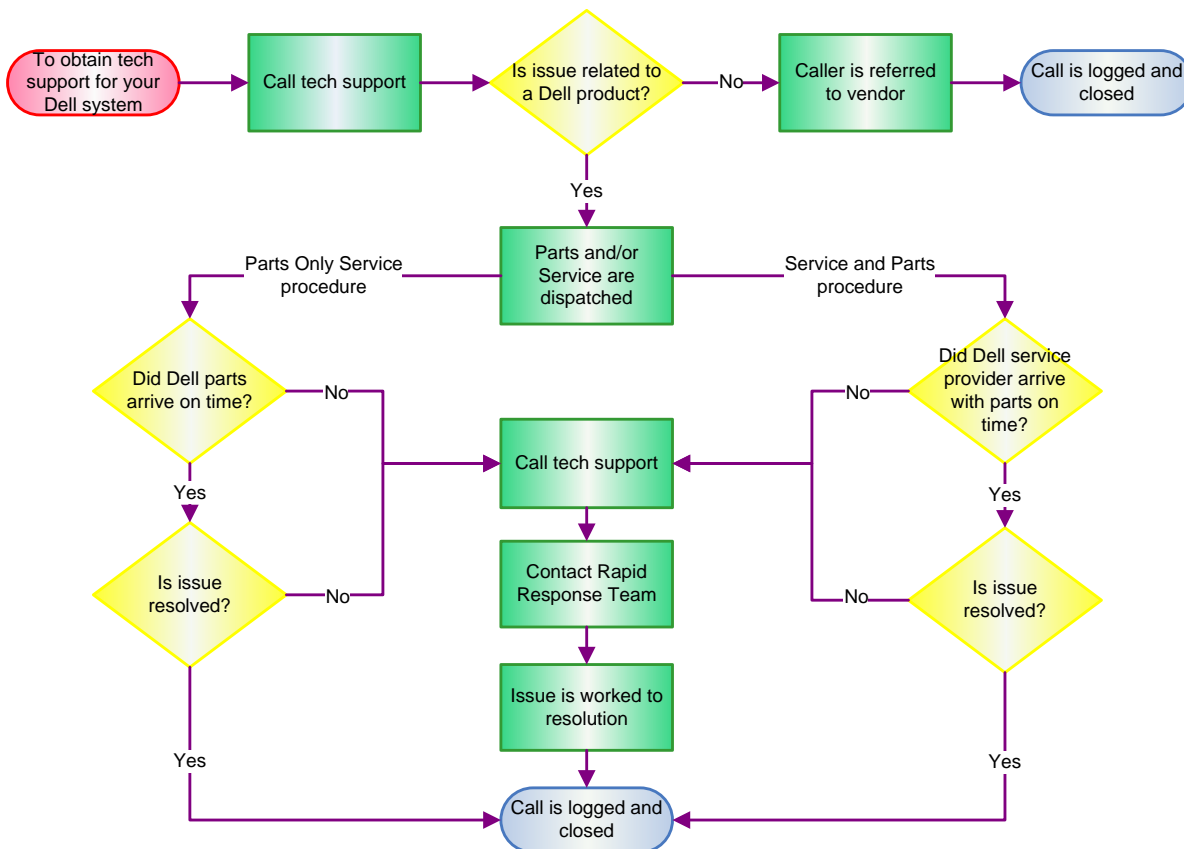 To obtain tech
support for your
Dell system
Call tech support
Is issue related to
a Dell product?
No
Caller is referred
to vendor
Call is logged and
closed
Yes
Parts Only Service
procedure
Parts and/or
Service are
dispatched
Service and Parts
procedure
Did Dell parts
arrive on time?
No
Did Dell service
provider arrive
with parts on
time?
No
Call tech support
Yes
Yes
Is issue
resolved?
No
Contact Rapid
Response Team
Is issue
resolved?
No
Issue is worked to
resolution
Yes
Yes
Call is logged and
closed